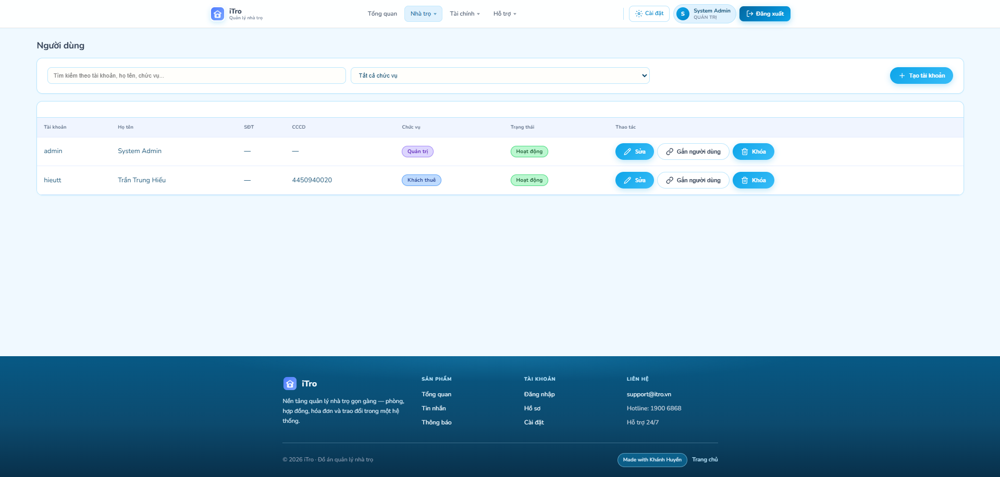 iTro
Quản lý nhà trọ
Tổng quan
Nhà trọ
Tài chính
Hỗ trợ
Cài đặt
S
System Admin
QUẢN TRỊ
Đăng xuất
Người dùng
Tìm kiếm theo tài khoản, họ tên, chức vụ...
Tất cả chức vụ
Tạo tài khoản
Tài khoản Họ tên SĐT CCCD Chức vụ Trạng thái Thao tác
admin System Admin — — Quản trị Hoạt động Sửa Gắn người dùng Khóa
hieutt Trần Trung Hiếu — 4450940020 Khách thuê Hoạt động Sửa Gắn người dùng Khóa
iTro
Nền tảng quản lý nhà trọ gọn gàng — phòng,
hợp đồng, hóa đơn và trao đổi trong một hệ
thống.
SẢN PHẨM
Tổng quan
Tin nhắn
Thông báo
TÀI KHOẢN
Đăng nhập
Hồ sơ
Cài đặt
LIÊN HỆ
support@itro.vn
Hotline: 1900 6868
Hỗ trợ 24/7
© 2026 iTro · Đồ án quản lý nhà trọ
Made with Khánh Huyền
Trang chủ